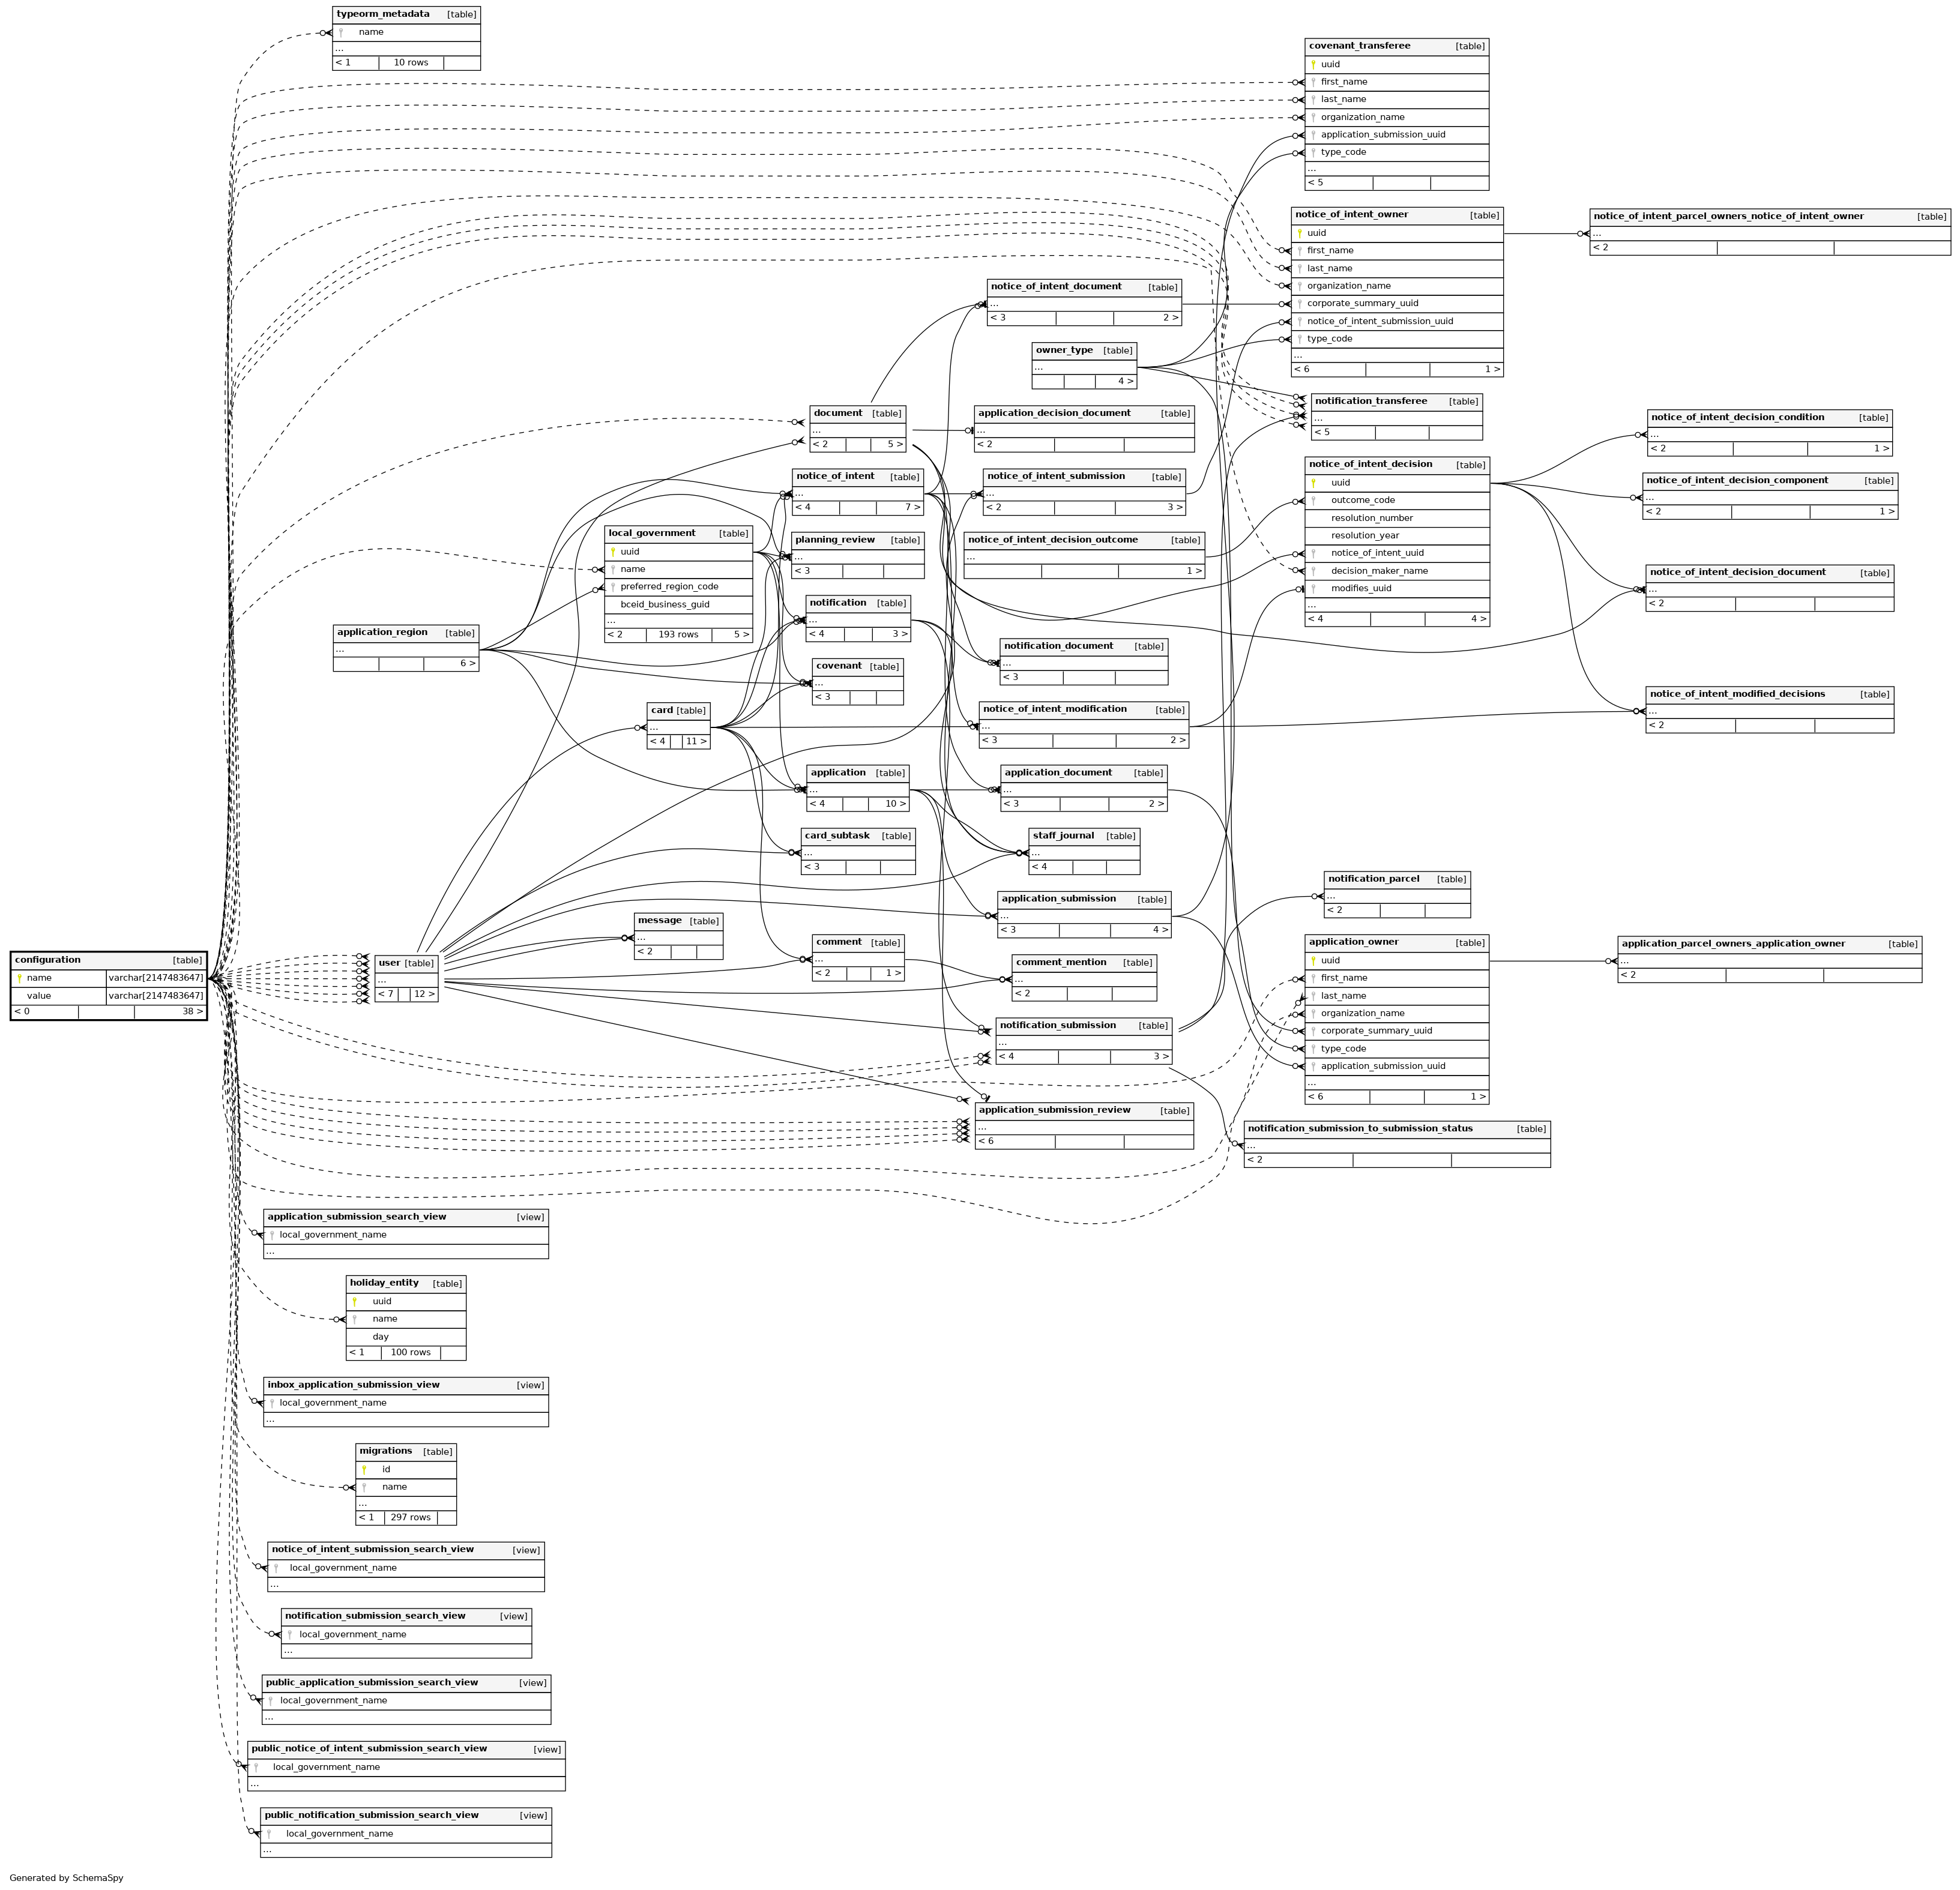 typeorm_metadata [table]
name
...
< 1 10 rows
covenant_transferee [table]
uuid
first_name
last_name
organization_name
application_submission_uuid
type_code
...
< 5
notice_of_intent_owner [table]
uuid
first_name
last_name
organization_name
corporate_summary_uuid
notice_of_intent_submission_uuid
type_code
...
< 6 1 >
notice_of_intent_parcel_owners_notice_of_intent_owner [table]
...
< 2
notice_of_intent_document [table]
...
< 3 2 >
owner_type [table]
...
4 >
notification_transferee [table]
...
< 5
document [table]
...
< 2 5 >
application_decision_document [table]
...
< 2
notice_of_intent_decision_condition [table]
...
< 2 1 >
notice_of_intent [table]
...
< 4 7 >
notice_of_intent_submission [table]
...
< 2 3 >
notice_of_intent_decision [table]
uuid
outcome_code
resolution_number
resolution_year
notice_of_intent_uuid
decision_maker_name
modifies_uuid
...
< 4 4 >
notice_of_intent_decision_component [table]
...
< 2 1 >
local_government [table]
uuid
name
preferred_region_code
bceid_business_guid
...
< 2 193 rows 5 >
planning_review [table]
...
< 3
notice_of_intent_decision_outcome [table]
...
1 >
notice_of_intent_decision_document [table]
...
< 2
notification [table]
...
< 4 3 >
application_region [table]
...
6 >
notification_document [table]
...
< 3
covenant [table]
...
< 3
notice_of_intent_modified_decisions [table]
...
< 2
card [table]
...
< 4 11 >
notice_of_intent_modification [table]
...
< 3 2 >
application [table]
...
< 4 10 >
application_document [table]
...
< 3 2 >
card_subtask [table]
...
< 3
staff_journal [table]
...
< 4
notification_parcel [table]
...
< 2
application_submission [table]
...
< 3 4 >
message [table]
...
< 2
comment [table]
...
< 2 1 >
application_owner [table]
uuid
first_name
last_name
organization_name
corporate_summary_uuid
type_code
application_submission_uuid
...
< 6 1 >
application_parcel_owners_application_owner [table]
...
< 2
configuration [table]
name varchar[2147483647]
value varchar[2147483647]
< 0 38 >
user [table]
...
< 7 12 >
comment_mention [table]
...
< 2
notification_submission [table]
...
< 4 3 >
application_submission_review [table]
...
< 6
notification_submission_to_submission_status [table]
...
< 2
application_submission_search_view [view]
local_government_name
...
holiday_entity [table]
uuid
name
day
< 1 100 rows
inbox_application_submission_view [view]
local_government_name
...
migrations [table]
id
name
...
< 1 297 rows
notice_of_intent_submission_search_view [view]
local_government_name
...
notification_submission_search_view [view]
local_government_name
...
public_application_submission_search_view [view]
local_government_name
...
public_notice_of_intent_submission_search_view [view]
local_government_name
...
public_notification_submission_search_view [view]
local_government_name
...
Generated by SchemaSpy